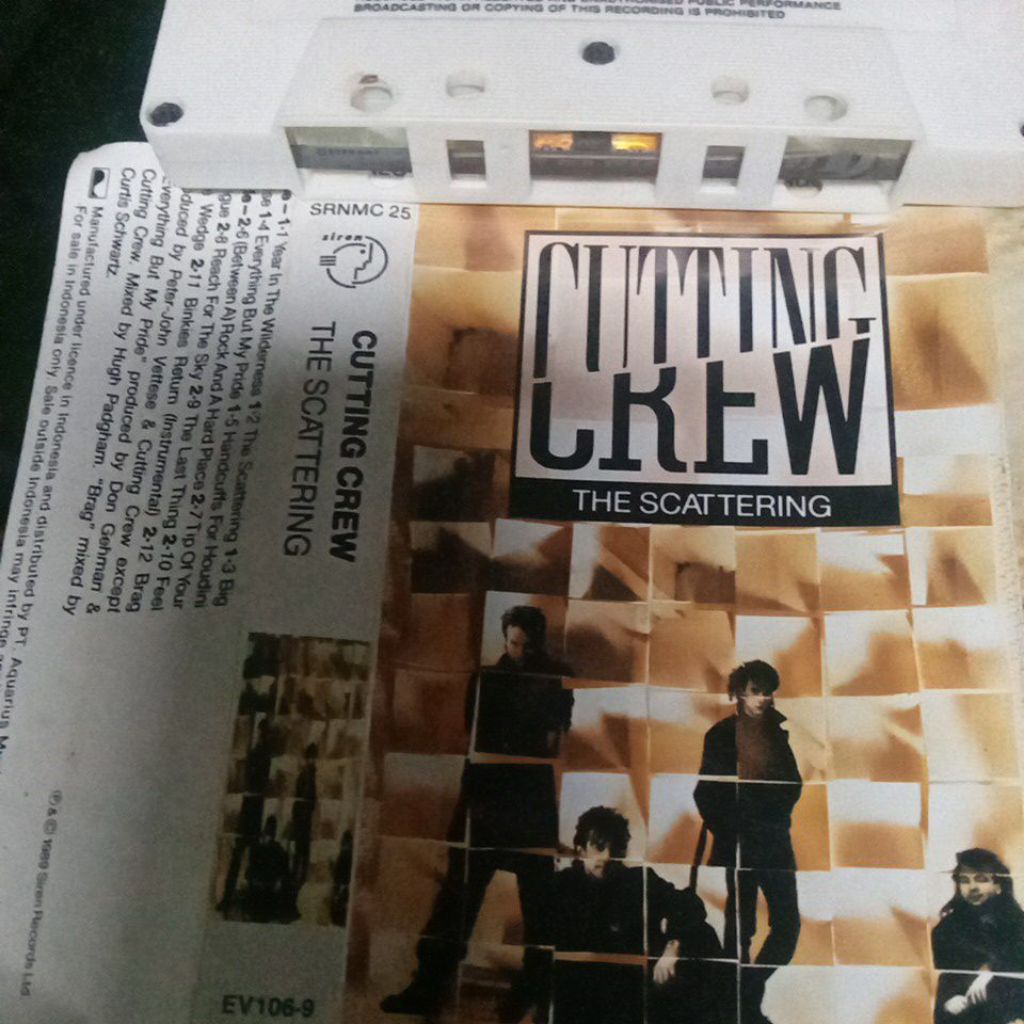 BROADCASTING OR COPYING OF THIS RECORDING IS PROHIBITED
SRNMC 25
siren
CUTTING CREW
THE SCATTERING
EV106-9
1-1 Year In The Wilderness 1-2 The Scattering 1-3 Big
1-4 Everything But My Pride 1-5 Handcuffs For Houdini
2-6 (Between A) Rock And A Hard Place 2-7 Tip Of Your
2-8 Reach For The Sky 2-9 The Last Thing 2-10 Feel
Wedge 2-11 Binkies Return (Instrumental) 2-12 Brag
duced by Peter-John Vettese & Cutting Crew except
Everything But My Pride" produced by Don Gehman &
Cutting Crew. Mixed by Hugh Padgham. "Brag" mixed by
Curtis Schwartz.
Manufactured under licence in Indonesia and distributed by PT. Aquarius
For sale in Indonesia only. Sale outside Indonesia may infringe
℗ & © 1989 Siren Records Ltd
CUTTING
CREW
THE SCATTERING